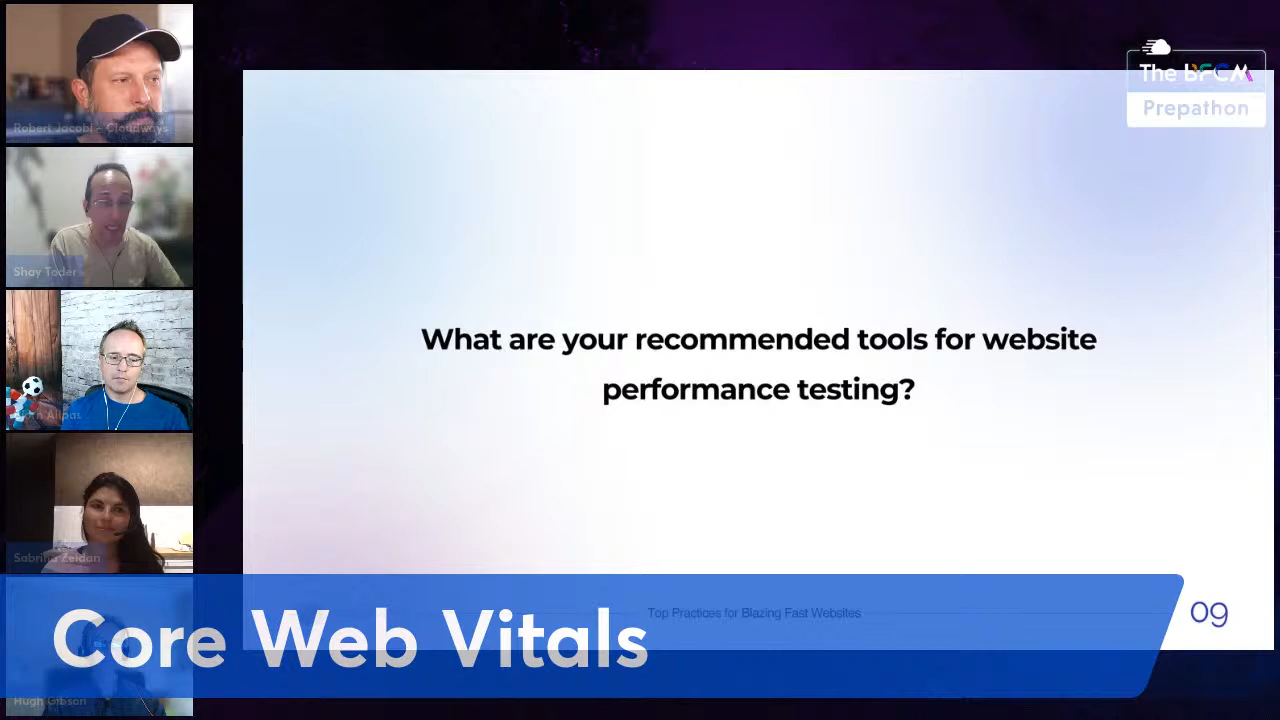 Robert Jacobi - Cloudways
Shay Toder
Allpas
Sabrina Zeidan
Hugh Gibson
The BFCM
Prepathon
What are your recommended tools for website
performance testing?
Top Practices for Blazing Fast Websites
09
Core Web Vitals